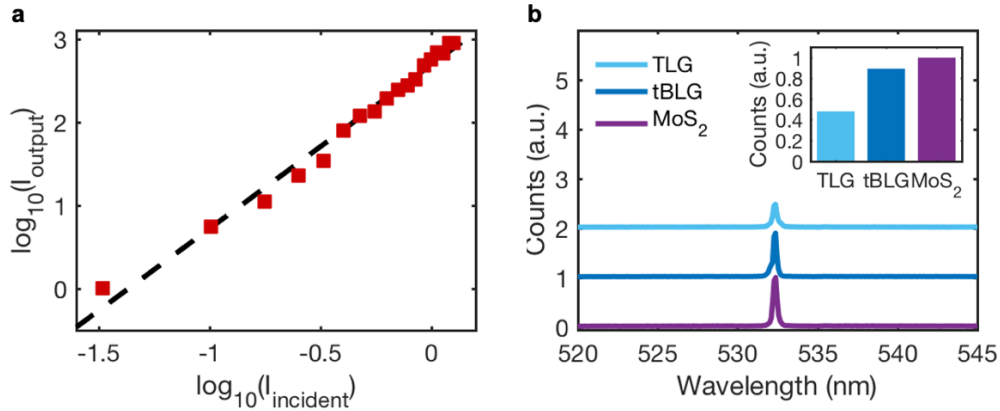 a
3
2
1
0
log10(Ioutput)
-1.5
-1
-0.5
0
log10(Iincident)
b
5
4
3
2
1
0
Counts (a.u.)
TLG
tBLG
MoS2
1
0.8
0.6
0.4
0.2
0
Counts (a.u.)
TLG tBLG MoS2
520 525 530 535 540 545
Wavelength (nm)